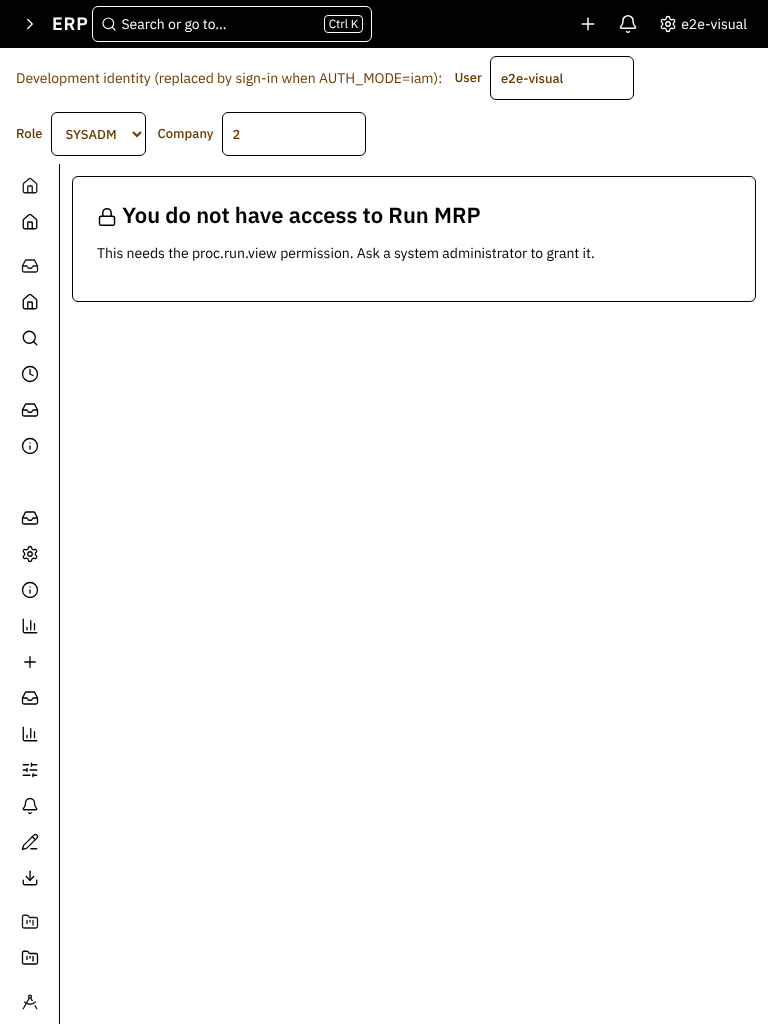 ERP
Search or go to...
Ctrl K
e2e-visual
Development identity (replaced by sign-in when AUTH_MODE=iam):
User
e2e-visual
Role
SYSADM
Company
2
You do not have access to Run MRP
This needs the proc.run.view permission. Ask a system administrator to grant it.